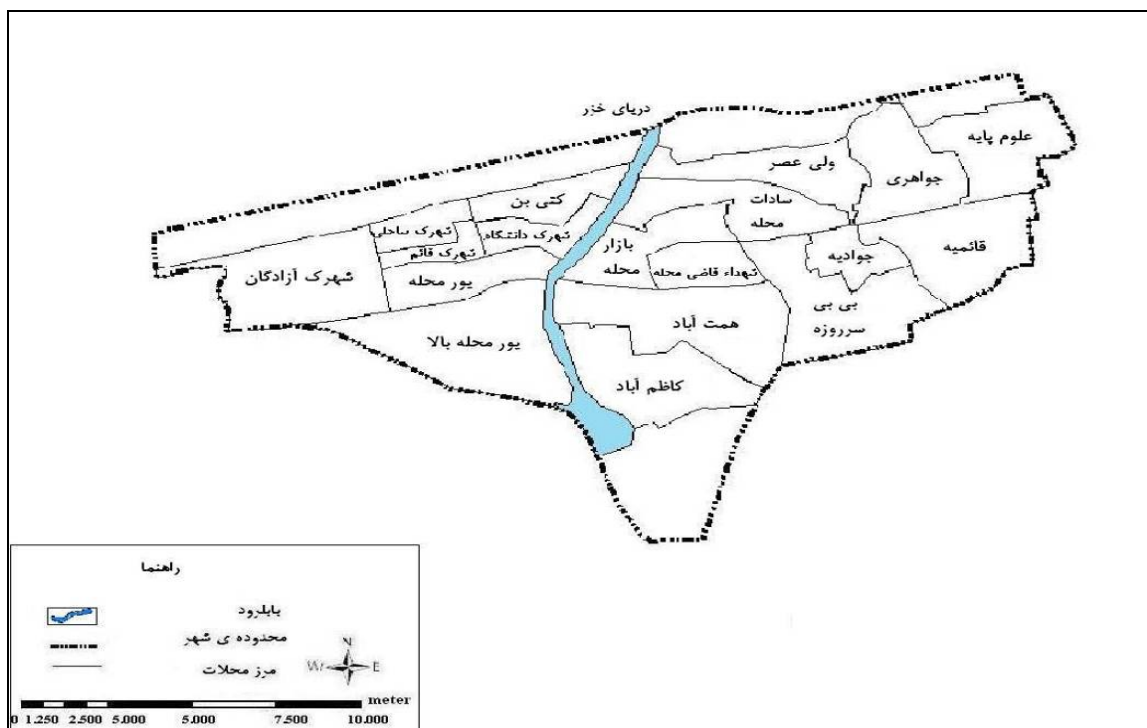 دریای خزر
علوم پایه
ولی عصر
جواهری
کتی بن
سادات
محله
شهرک ساحلی
شهرک دانشگاه
بازار
محله
قائمیه
شهرک قائم
جوادیه
شهرک آزادگان
یور محله
شهداء قاضی محله
بی بی
سرروزه
همت آباد
یور محله بالا
کاظم آباد
راهنما
بابلرود
محدوده ی شهر
مرز محلات
N
W E
meter
0 1.250 2.500 5.000 5.000 7.500 10.000